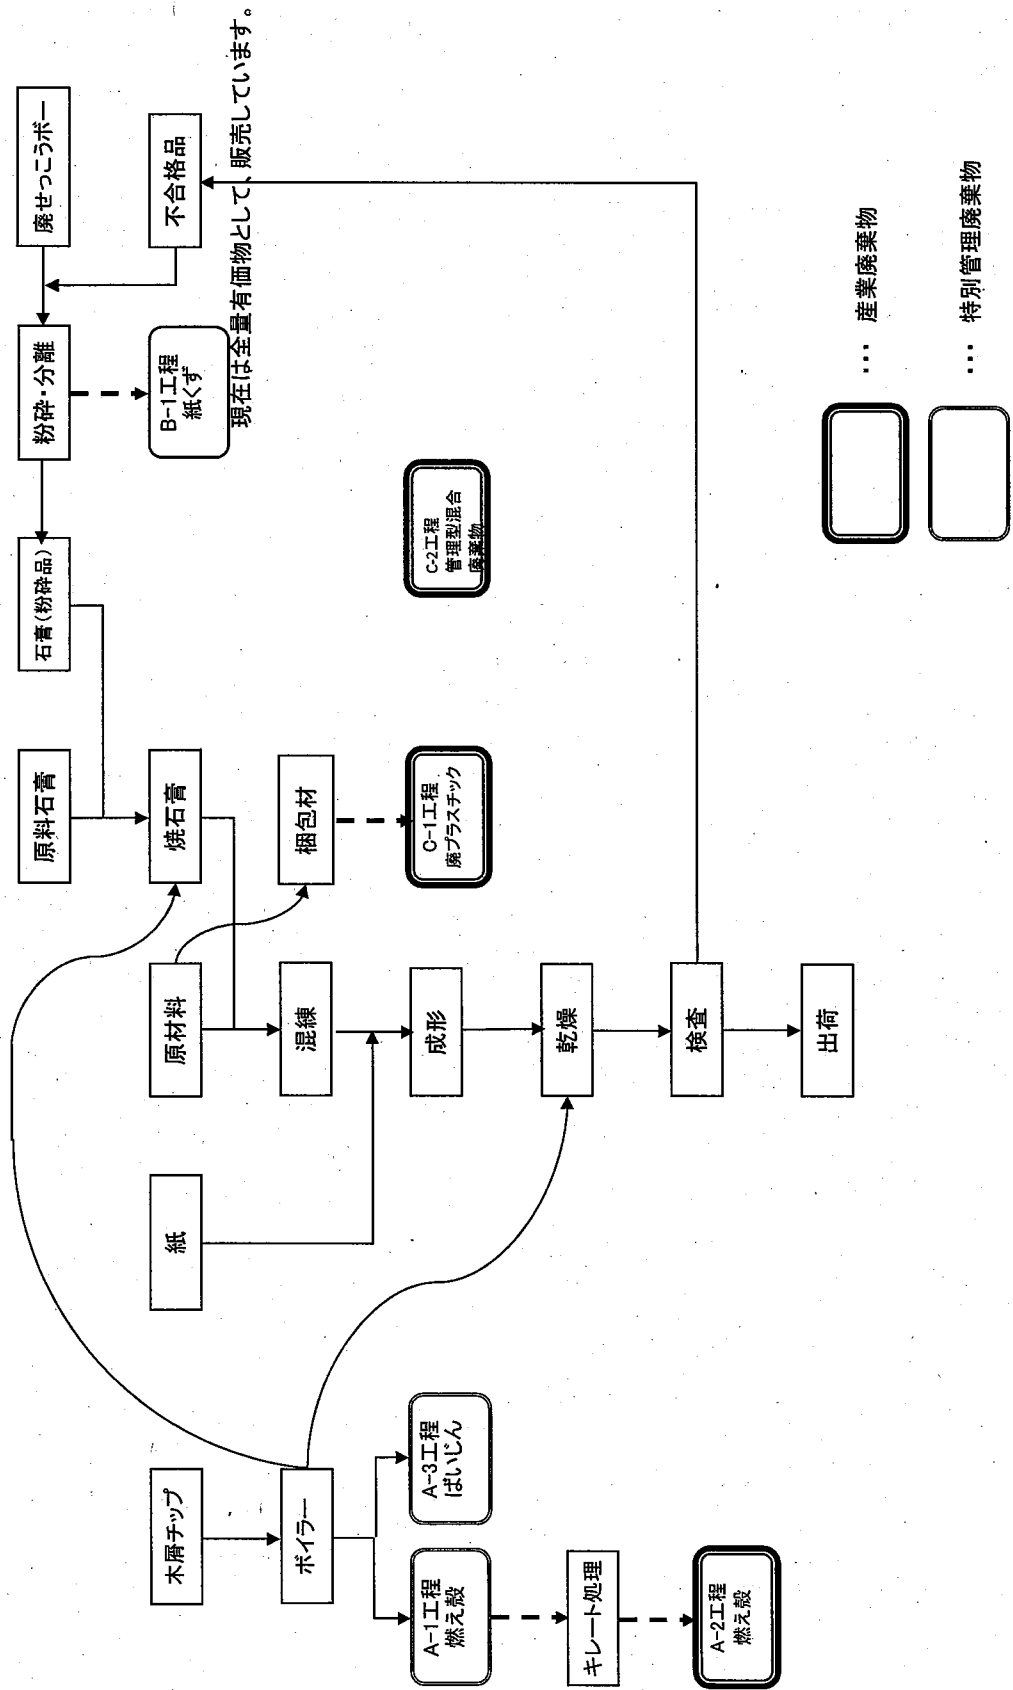 木屑チップ
ボイラー
A-1工程
燃え殻
A-3工程
ばいじん
キレート処理
A-2工程
燃え殻
紙
原材料
混練
成形
乾燥
検査
出荷
原料石膏
焼石膏
梱包材
C-1工程
廃プラスチック
石膏(粉砕品)
粉砕・分離
B-1工程
紙くず
現在は全量有価物として、販売しています。
C-2工程
管理型混合
廃棄物
廃せっこうボー
不合格品
… 産業廃棄物
… 特別管理廃棄物